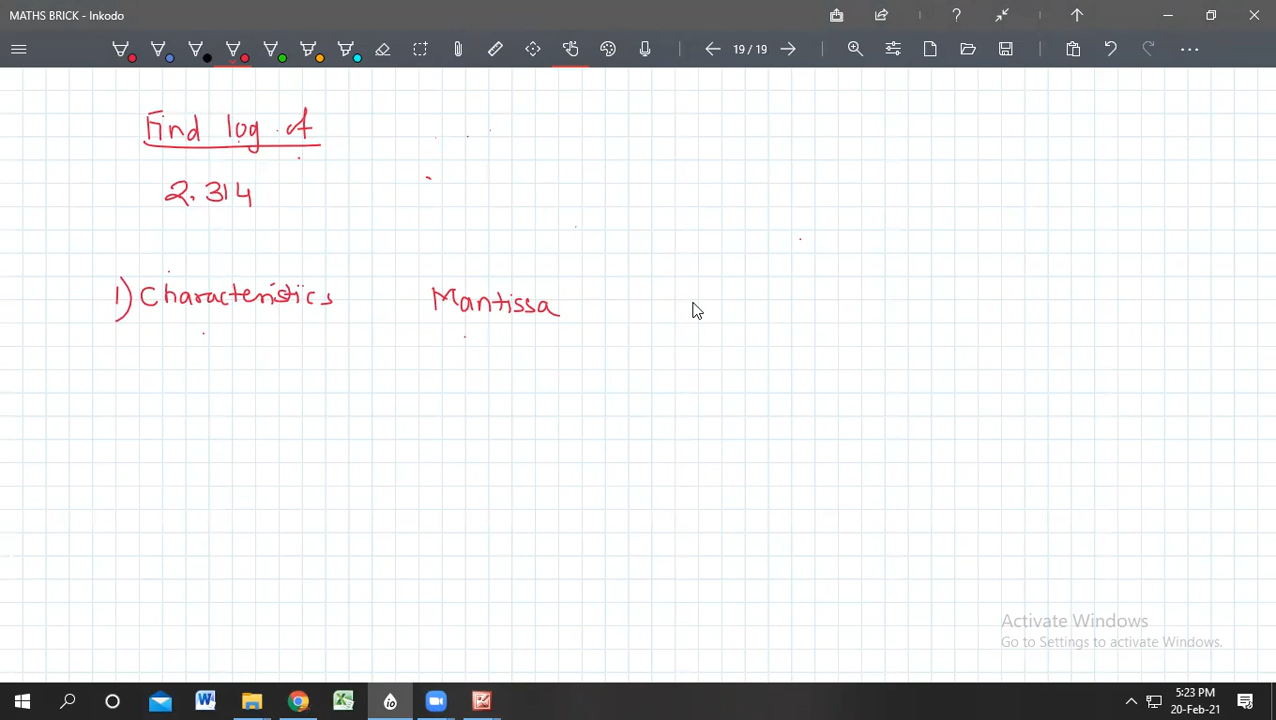 MATHS BRICK - Inkodo
19 / 19
Find log of
2.314
1) Characteristics Mantissa
Activate Windows
Go to Settings to activate Windows.
5:23 PM
20-Feb-21